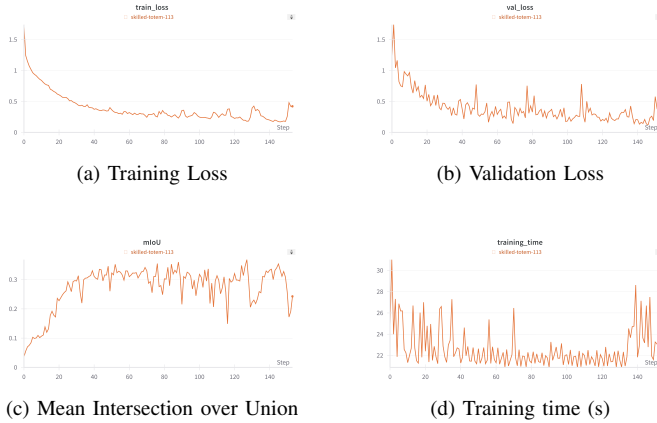 train_loss
skilled-totem-113
1.5
1
0.5
0
0 20 40 60 80 100 120 140
Step
(a) Training Loss
val_loss
skilled-totem-113
1.5
1
0.5
0
0 20 40 60 80 100 120 140
Step
(b) Validation Loss
mIoU
skilled-totem-113
0.3
0.2
0.1
0
0 20 40 60 80 100 120 140
Step
(c) Mean Intersection over Union
training_time
skilled-totem-113
30
28
26
24
22
0 20 40 60 80 100 120 140
Step
(d) Training time (s)